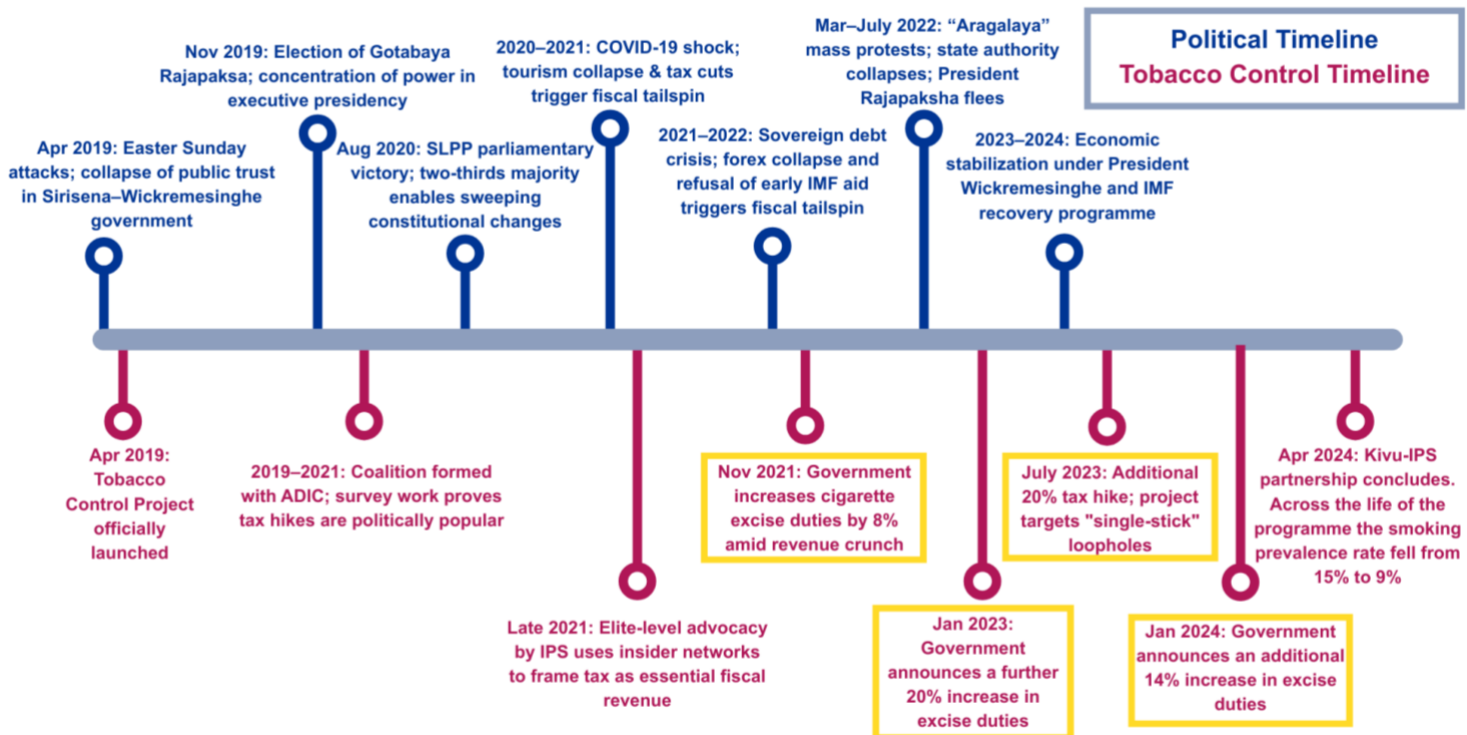 Political Timeline
Tobacco Control Timeline
Apr 2019: Easter Sunday
attacks; collapse of public trust
in Sirisena–Wickremesinghe
government
Nov 2019: Election of Gotabaya
Rajapaksa; concentration of power in
executive presidency
Aug 2020: SLPP parliamentary
victory; two-thirds majority
enables sweeping
constitutional changes
2020–2021: COVID-19 shock;
tourism collapse & tax cuts
trigger fiscal tailspin
2021–2022: Sovereign debt
crisis; forex collapse and
refusal of early IMF aid
triggers fiscal tailspin
Mar–July 2022: “Aragalaya”
mass protests; state authority
collapses; President
Rajapaksha flees
2023–2024: Economic
stabilization under President
Wickremesinghe and IMF
recovery programme
Apr 2019:
Tobacco
Control Project
officially
launched
2019–2021: Coalition formed
with ADIC; survey work proves
tax hikes are politically popular
Late 2021: Elite-level advocacy
by IPS uses insider networks
to frame tax as essential fiscal
revenue
Nov 2021: Government
increases cigarette
excise duties by 8%
amid revenue crunch
Jan 2023:
Government
announces a further
20% increase in
excise duties
July 2023: Additional
20% tax hike; project
targets "single-stick"
loopholes
Jan 2024: Government
announces an additional
14% increase in excise
duties
Apr 2024: Kivu-IPS
partnership concludes.
Across the life of the
programme the smoking
prevalence rate fell from
15% to 9%